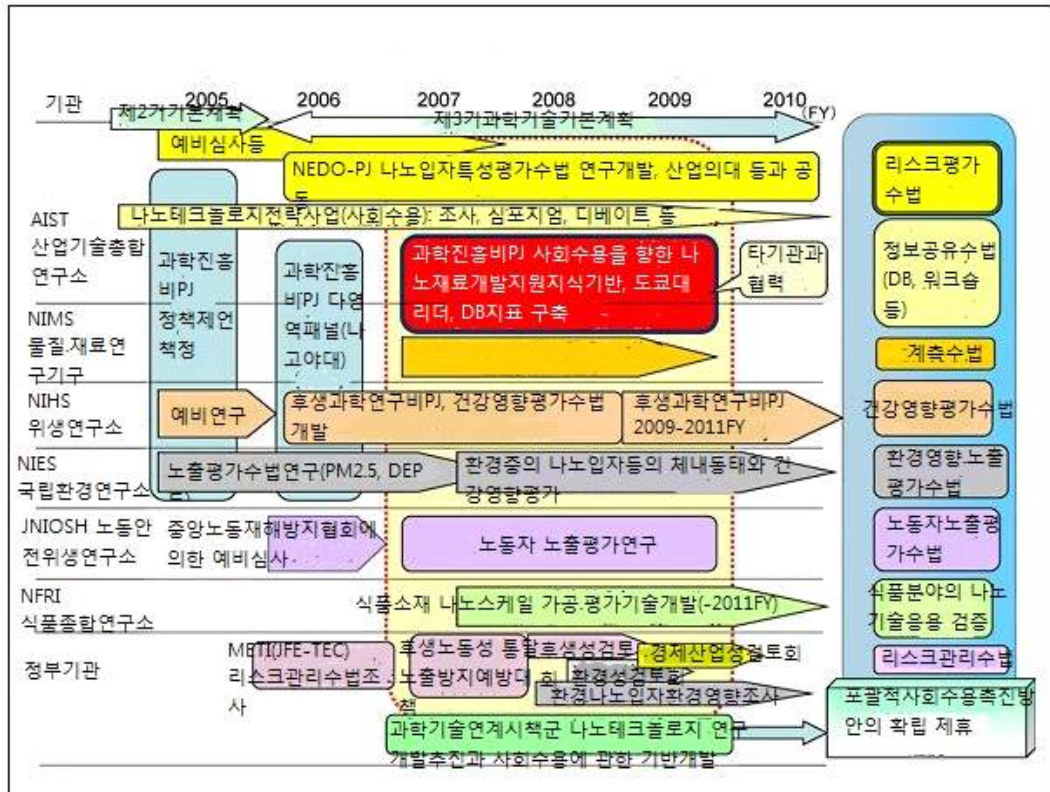 기관
2005 2006 2007 2008 2009 2010 (FY)
제2기기본계획
제3기과학기술기본계획
예비심사등
NEDO-PJ 나노입자특성평가수법 연구개발, 산업의대 등과 공
동
나노테크놀로지전략사업(사회수용): 조사, 심포지엄, 디베이트 등
AIST
산업기술총합
연구소
과학진흥
비PJ
정책제언
책정
과학진흥
비PJ 다영
역패널(나
고야대)
과학진흥비PJ 사회수용을 향한 나
노재료개발지원지식기반, 도쿄대
리더, DB지표 구축
타기관과
협력
NIMS
물질.재료연
구기구
NIHS
위생연구소
예비연구
후생과학연구비PJ, 건강영향평가수법
개발
후생과학연구비PJ
2009-2011FY
NIES
국립환경연구소
노출평가수법연구(PM2.5, DEP
환경중의 나노입자등의 체내동태와 건
강영향평가
JNIOSH 노동안
전위생연구소
중앙노동재해방지협회에
의한 예비심사
노동자 노출평가연구
NFRI
식품종합연구소
식품소재 나노스케일 가공.평가기술개발(-2011FY)
정부기관
METI(JFE-TEC)
리스크관리수법조
사
후생노동성 통달
노출방지예방대
책
후생성검토회
경제산업성검토회
환경성검토회
환경나노입자환경영향조사
과학기술연계시책군 나노테크놀로지 연구
개발추진과 사회수용에 관한 기반개발
리스크평가
수법
정보공유수법
(DB, 워크숍
등)
계측수법
건강영향평가수법
환경영향.노출
평가수법
노동자노출평
가수법
식품분야의 나노
기술응용 검증
리스크관리수법
포괄적사회수용촉진방
안의 확립 제휴